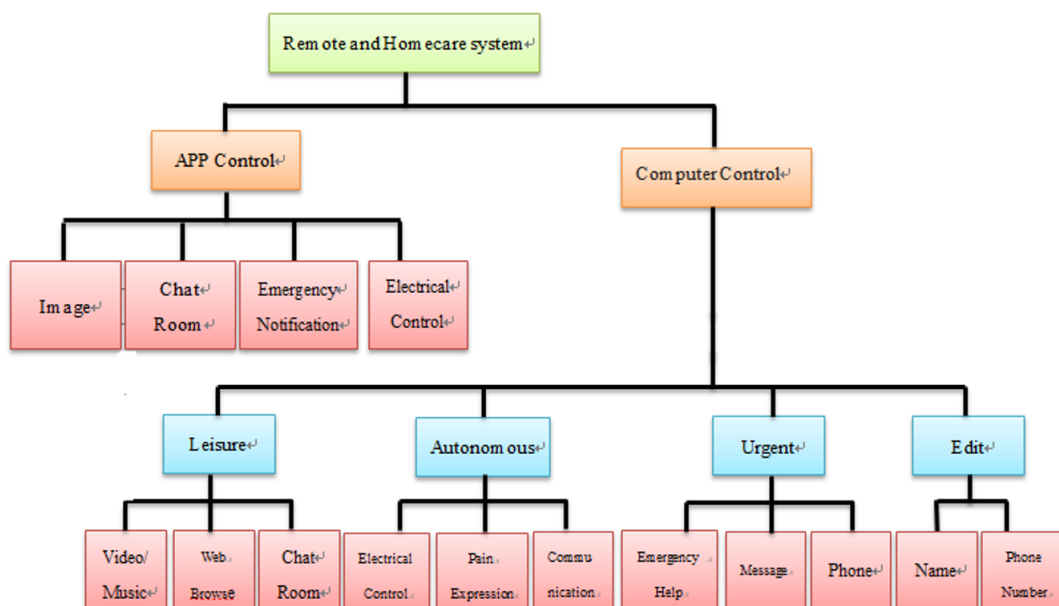 Remote and Homecare system
APP Control
Computer Control
Image
Chat
Room
Emergency
Notification
Electrical
Control
Leisure
Autonomous
Urgent
Edit
Video/
Music
Web
Browse
Chat
Room
Electrical
Control
Pain
Expression
Commu
nication
Emergency
Help
Message
Phone
Name
Phone
Number